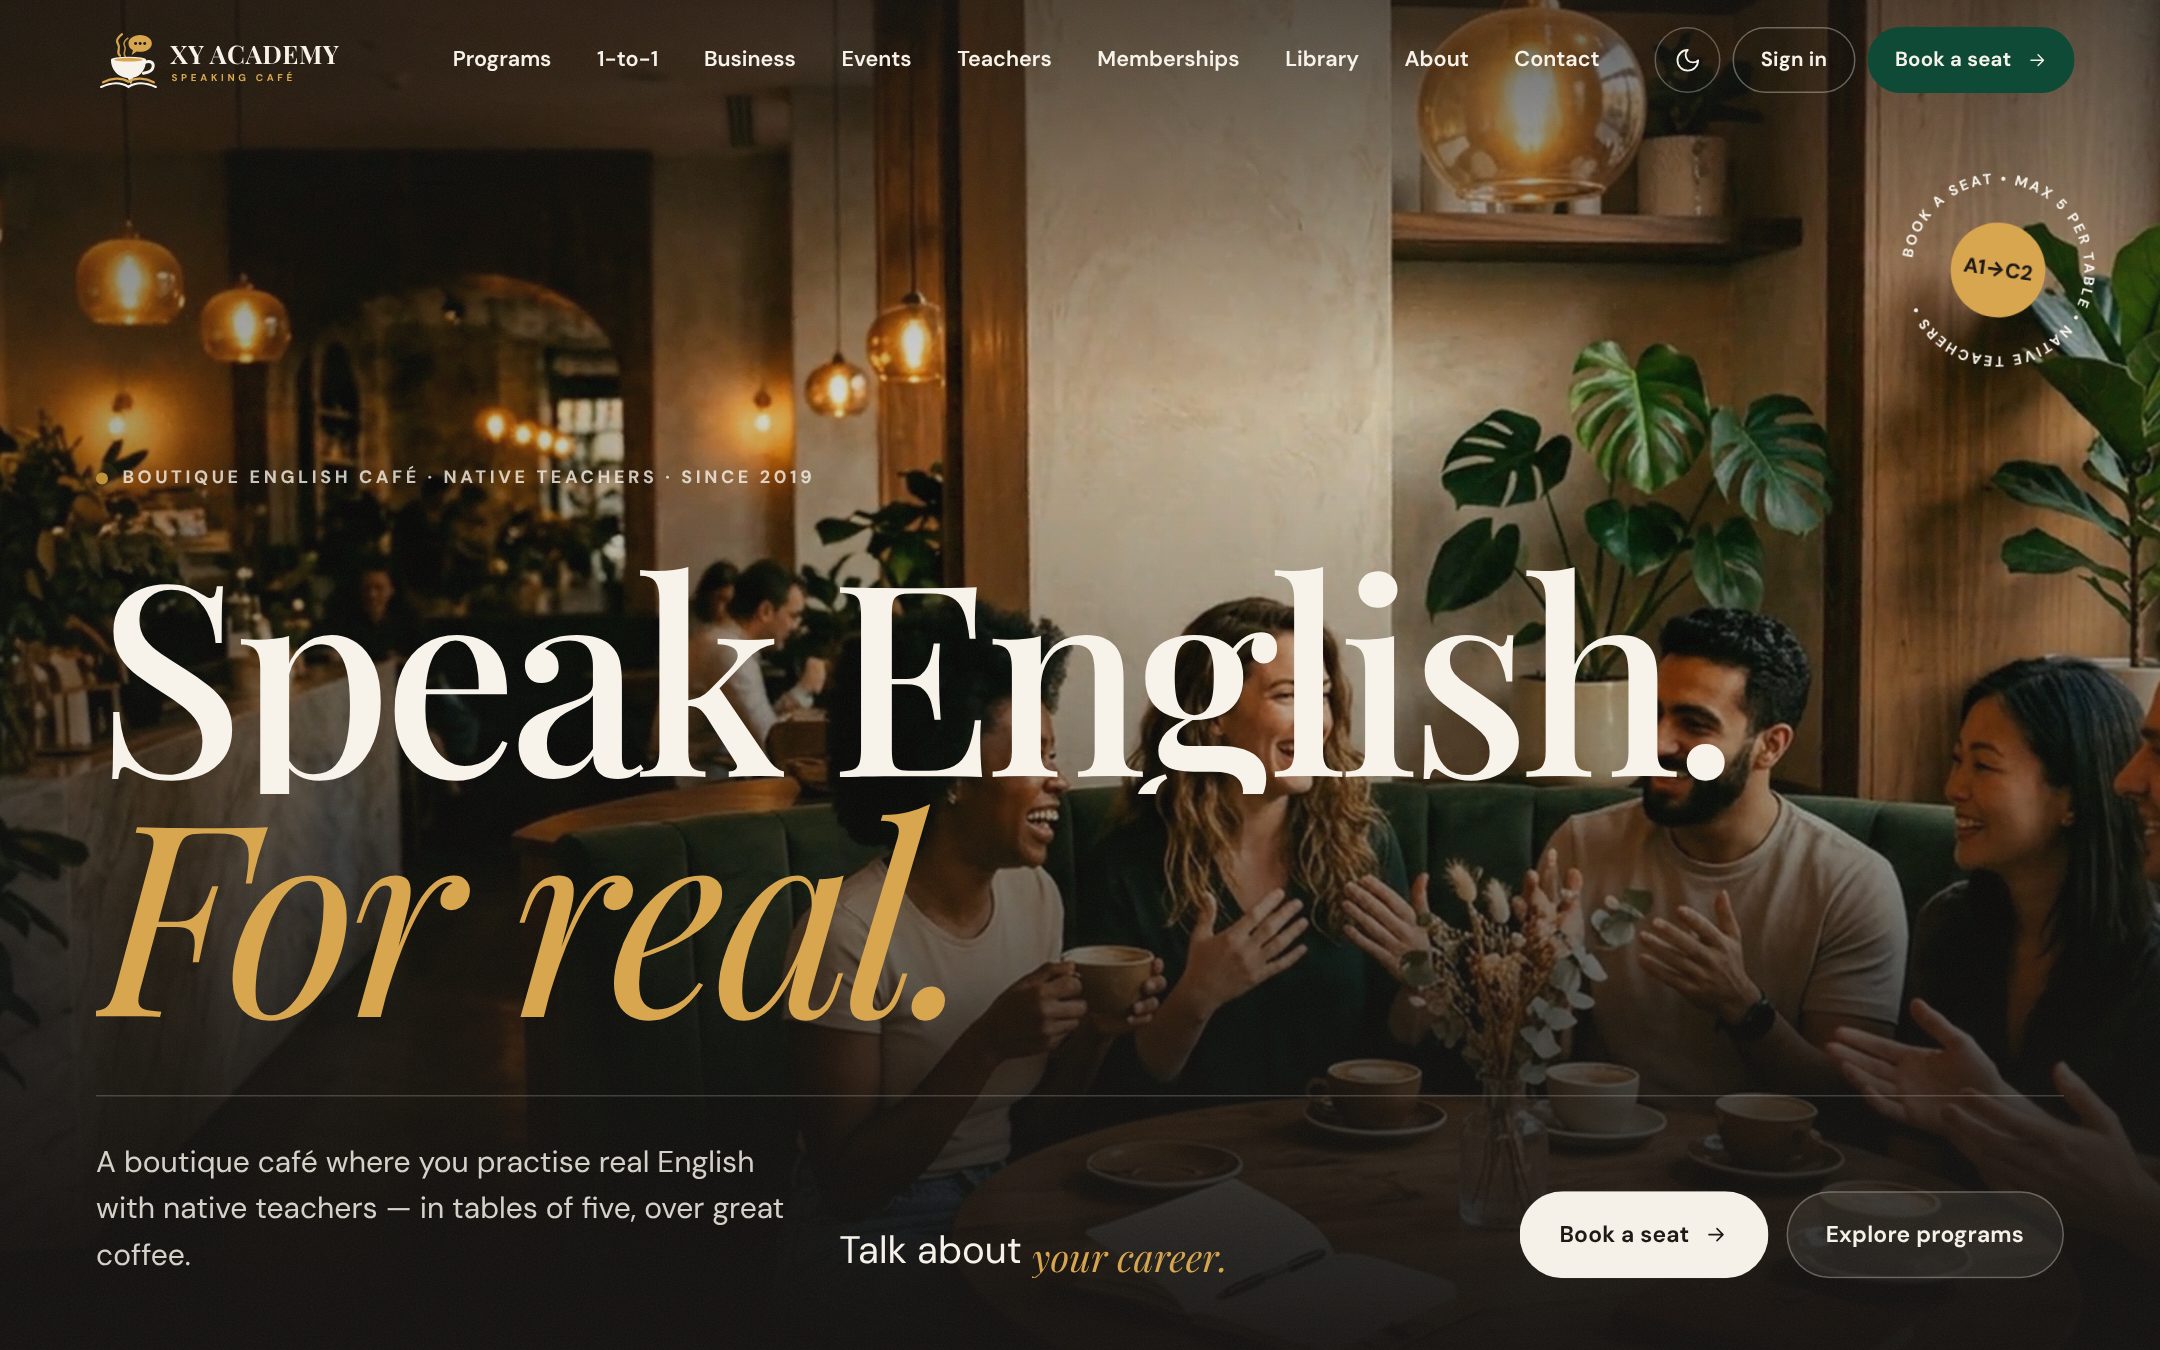 XY ACADEMY
SPEAKING CAFÉ
Programs
1-to-1
Business
Events
Teachers
Memberships
Library
About
Contact
Sign in
Book a seat →
BOOK A SEAT • MAX 5 PER TABLE • NATIVE TEACHERS •
A1→C2
BOUTIQUE ENGLISH CAFÉ · NATIVE TEACHERS · SINCE 2019
Speak English.
For real.
A boutique café where you practise real English
with native teachers — in tables of five, over great
coffee.
Talk about your career.
Book a seat →
Explore programs